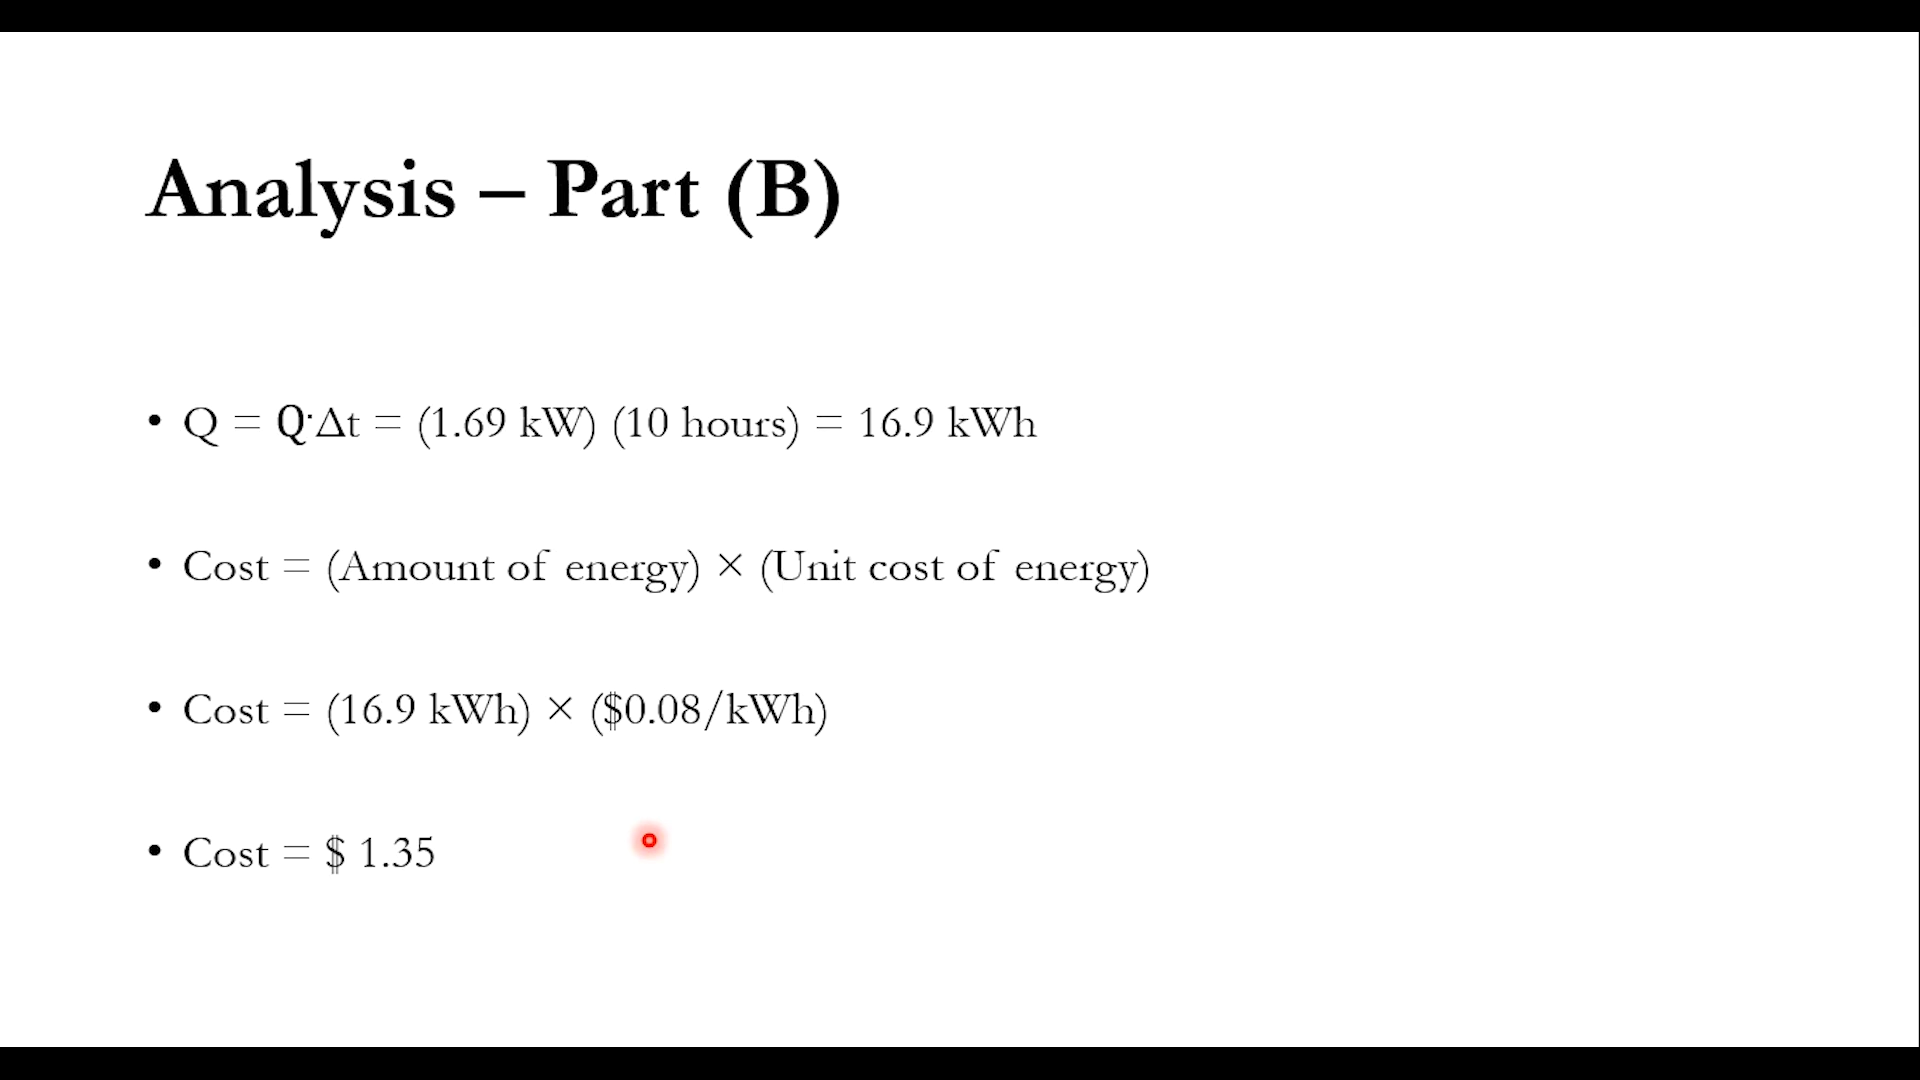 Analysis – Part (B)
• Q = Q˙Δt = (1.69 kW) (10 hours) = 16.9 kWh
• Cost = (Amount of energy) × (Unit cost of energy)
• Cost = (16.9 kWh) × ($0.08/kWh)
• Cost = $ 1.35